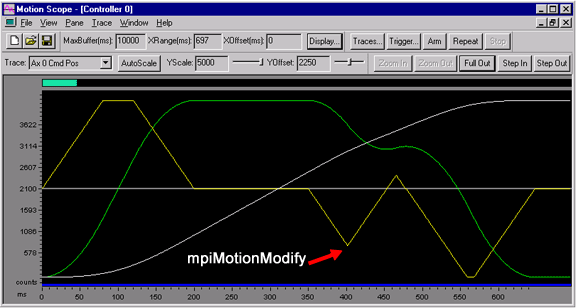 Motion Scope - [Controller 0]
File View Pane Trace Window Help
MaxBuffer(ms): 10000 XRange(ms): 697 XOffset(ms): 0 Display... Traces... Trigger... Arm Repeat Stop
Trace: Ax 0 Cmd Pos AutoScale YScale: 5000 YOffset: 2250 Zoom In Zoom Out Full Out Step In Step Out
3622
3114
2608
2100
1593
1086
578
mpiMotionModify
counts
ms
0 50 100 150 200 250 300 350 400 450 500 550 600